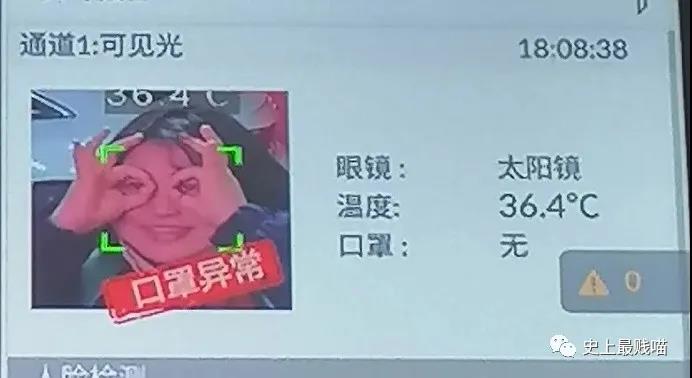 通道1:可见光
18:08:38
36.4℃
眼镜: 太阳镜
温度: 36.4°C
口罩: 无
口罩异常
0
人脸检测
史上最贱喵